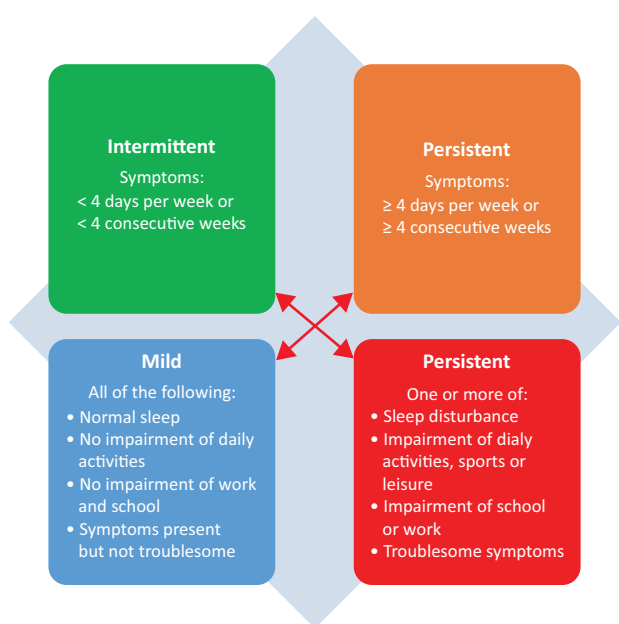 Intermittent
Symptoms:
< 4 days per week or
< 4 consecutive weeks
Persistent
Symptoms:
≥ 4 days per week or
≥ 4 consecutive weeks
Mild
All of the following:
• Normal sleep
• No impairment of daily
activities
• No impairment of work
and school
• Symptoms present
but not troublesome
Persistent
One or more of:
• Sleep disturbance
• Impairment of dialy
activities, sports or
leisure
• Impairment of school
or work
• Troublesome symptoms